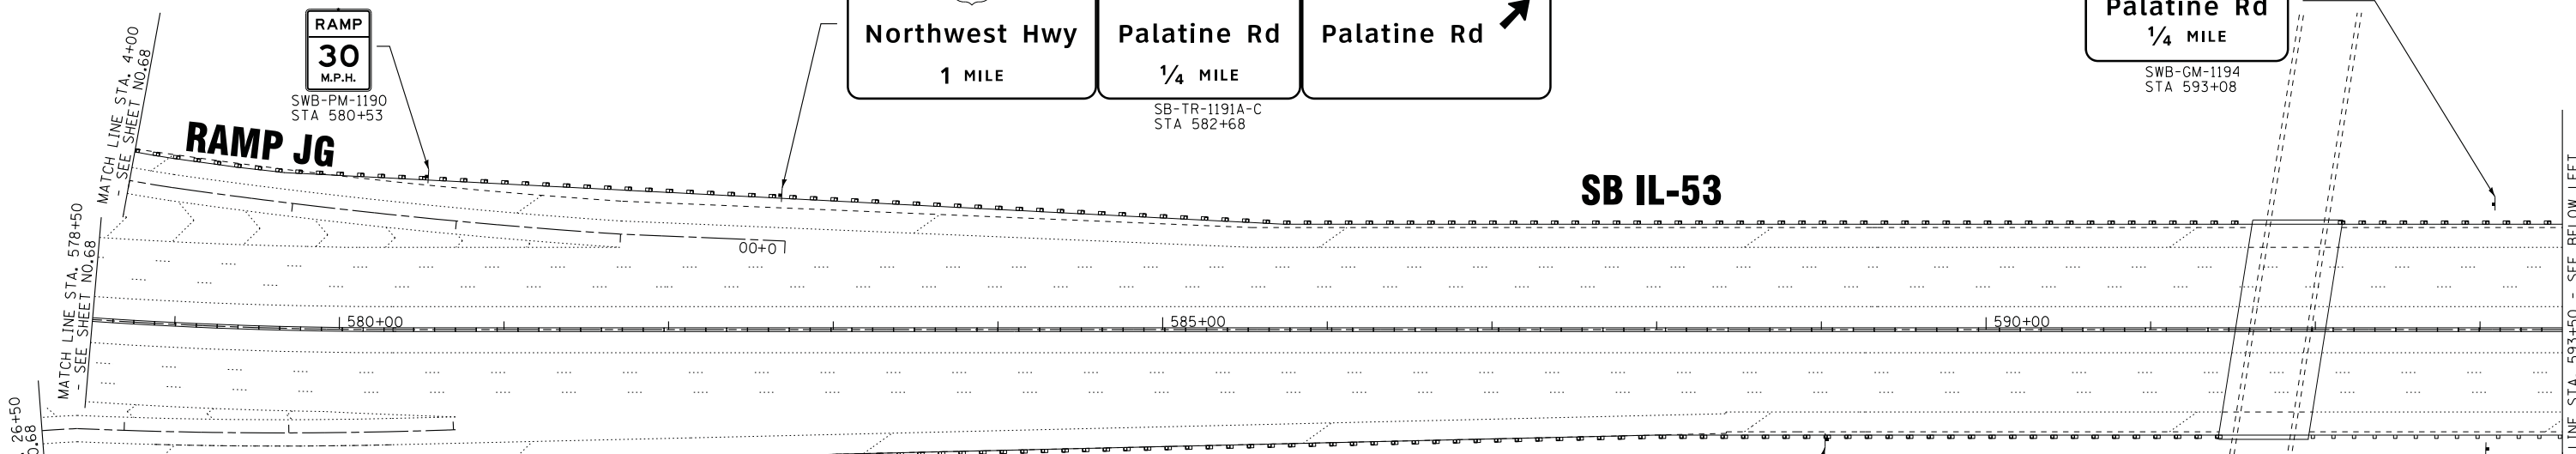 RAMP
30
M.P.H.
SWB-PM-1190
STA 580+53
Northwest Hwy
1 MILE
Palatine Rd
1/4 MILE
Palatine Rd
SB-TR-1191A-C
STA 582+68
Palatine Rd
1/4 MILE
SWB-GM-1194
STA 593+08
MATCH LINE STA. 4+00
- SEE SHEET NO.68
RAMP JG
SB IL-53
MATCH LINE STA. 578+50
- SEE SHEET NO.68
0+00
580+00
585+00
590+00
26+50
0.68
LINE STA. 593+50 - SEE BELOW LEFT